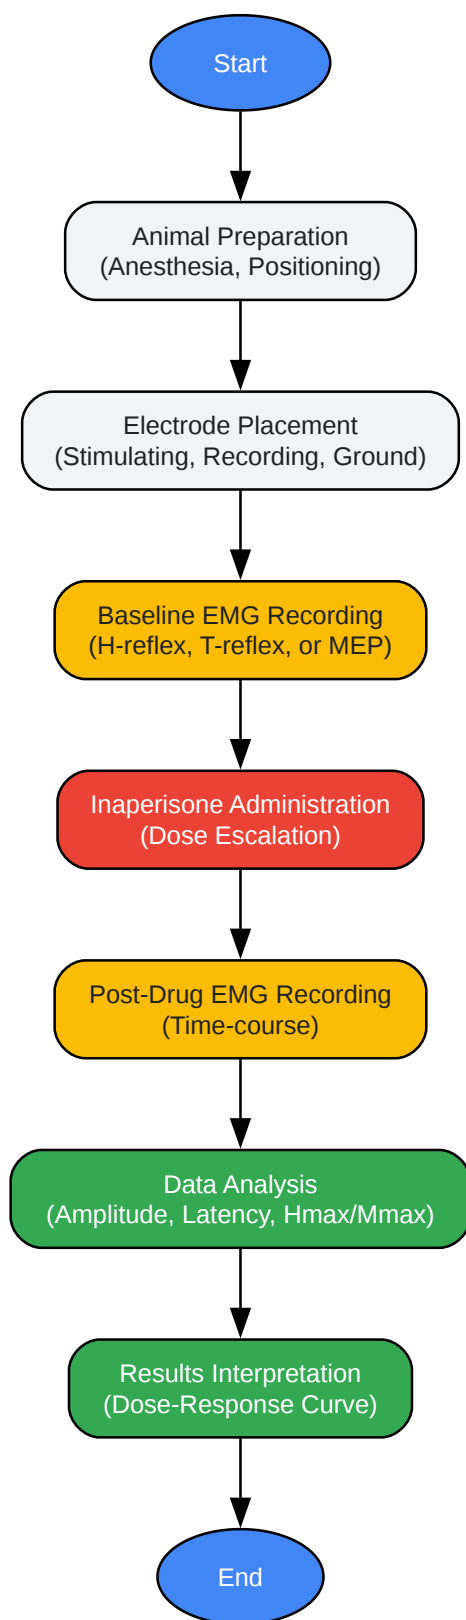 Start
Animal Preparation
(Anesthesia, Positioning)
Electrode Placement
(Stimulating, Recording, Ground)
Baseline EMG Recording
(H-reflex, T-reflex, or MEP)
Inaperisone Administration
(Dose Escalation)
Post-Drug EMG Recording
(Time-course)
Data Analysis
(Amplitude, Latency, Hmax/Mmax)
Results Interpretation
(Dose-Response Curve)
End